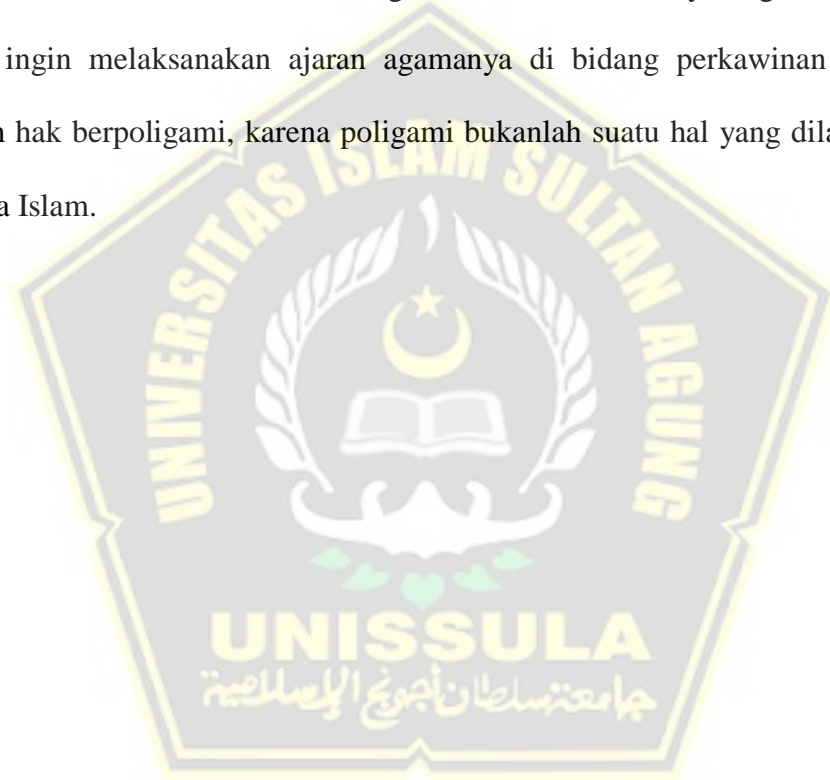 ingin melaksanakan ajaran agamanya di bidang perkawinan
hak berpoligami, karena poligami bukanlah suatu hal yang
Islam.
UNIVERSITAS ISLAM SULTAN AGUNG
UNISSULA
جامعة سلطان أجونج الإسلامية